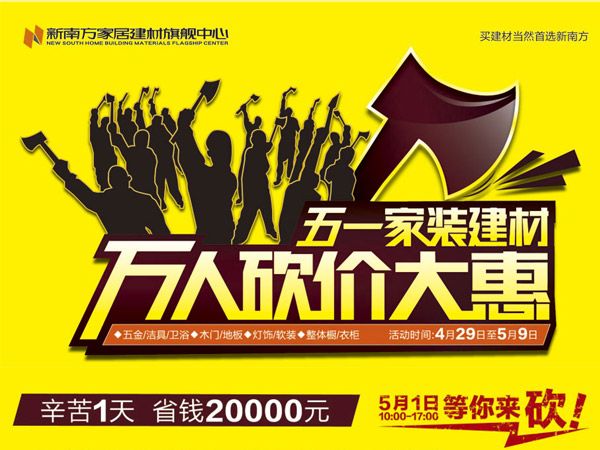 新南方家居建材旗舰中心
NEW SOUTH HOME BUILDING MATERIALS FLAGSHIP CENTER
买建材当然首选新南方
五一家装建材
万人砍价大惠
◆五金/洁具/卫浴 ◆木门/地板 ◆灯饰/软装 ◆整体橱/衣柜
活动时间:4月29日至5月9日
辛苦1天 省钱20000元
5月1日
10:00-17:00
等你来砍!